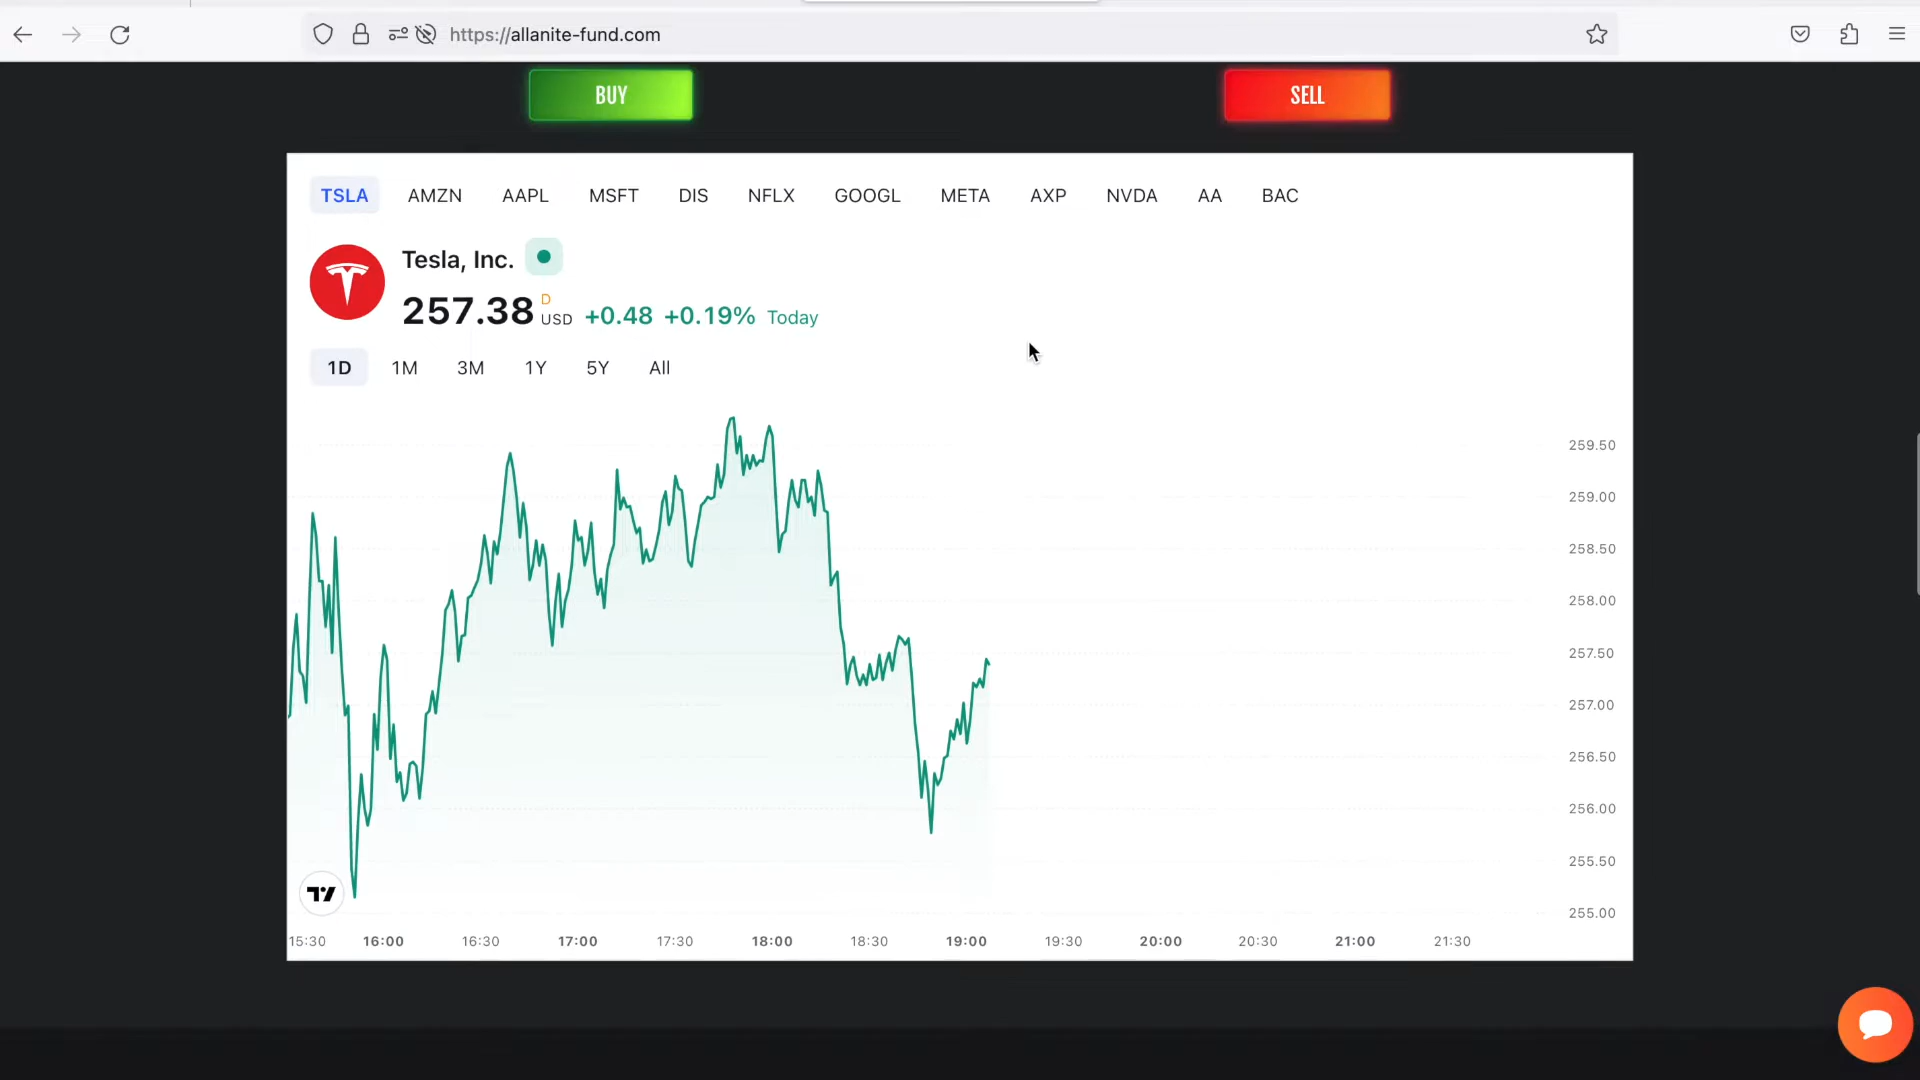 https://allanite-fund.com
BUY SELL
TSLA AMZN AAPL MSFT DIS NFLX GOOGL META AXP NVDA AA BAC
Tesla, Inc.
257.38 D USD +0.48 +0.19% Today
1D 1M 3M 1Y 5Y All
259.50
259.00
258.50
258.00
257.50
257.00
256.50
256.00
255.50
255.00
15:30 16:00 16:30 17:00 17:30 18:00 18:30 19:00 19:30 20:00 20:30 21:00 21:30